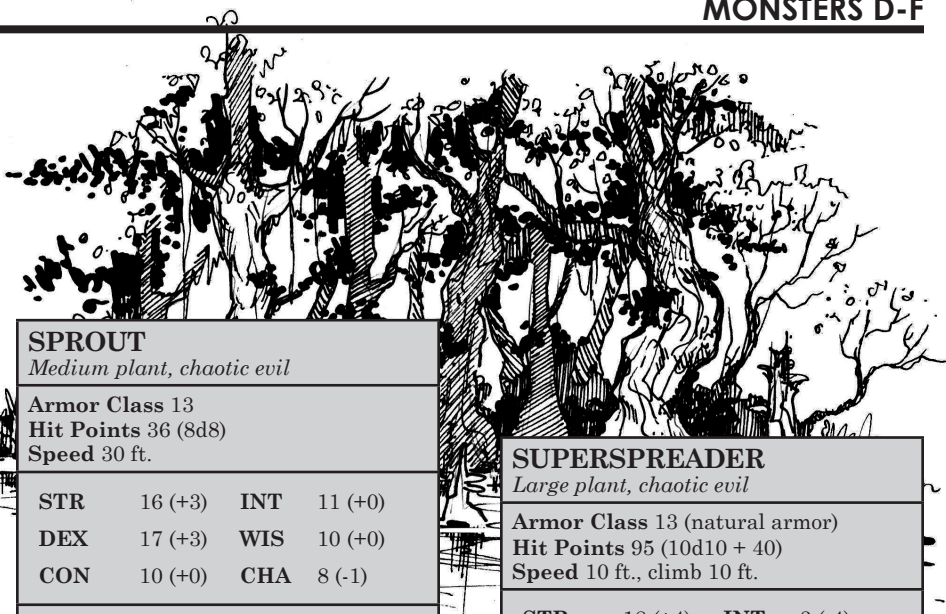 MONSTERS D-F
SPROUT
Medium plant, chaotic evil
Armor Class 13
Hit Points 36 (8d8)
Speed 30 ft.
STR 16 (+3) INT 11 (+0)
DEX 17 (+3) WIS 10 (+0)
CON 10 (+0) CHA 8 (-1)
SUPERSPREADER
Large plant, chaotic evil
Armor Class 13 (natural armor)
Hit Points 95 (10d10 + 40)
Speed 10 ft., climb 10 ft.
STR INT